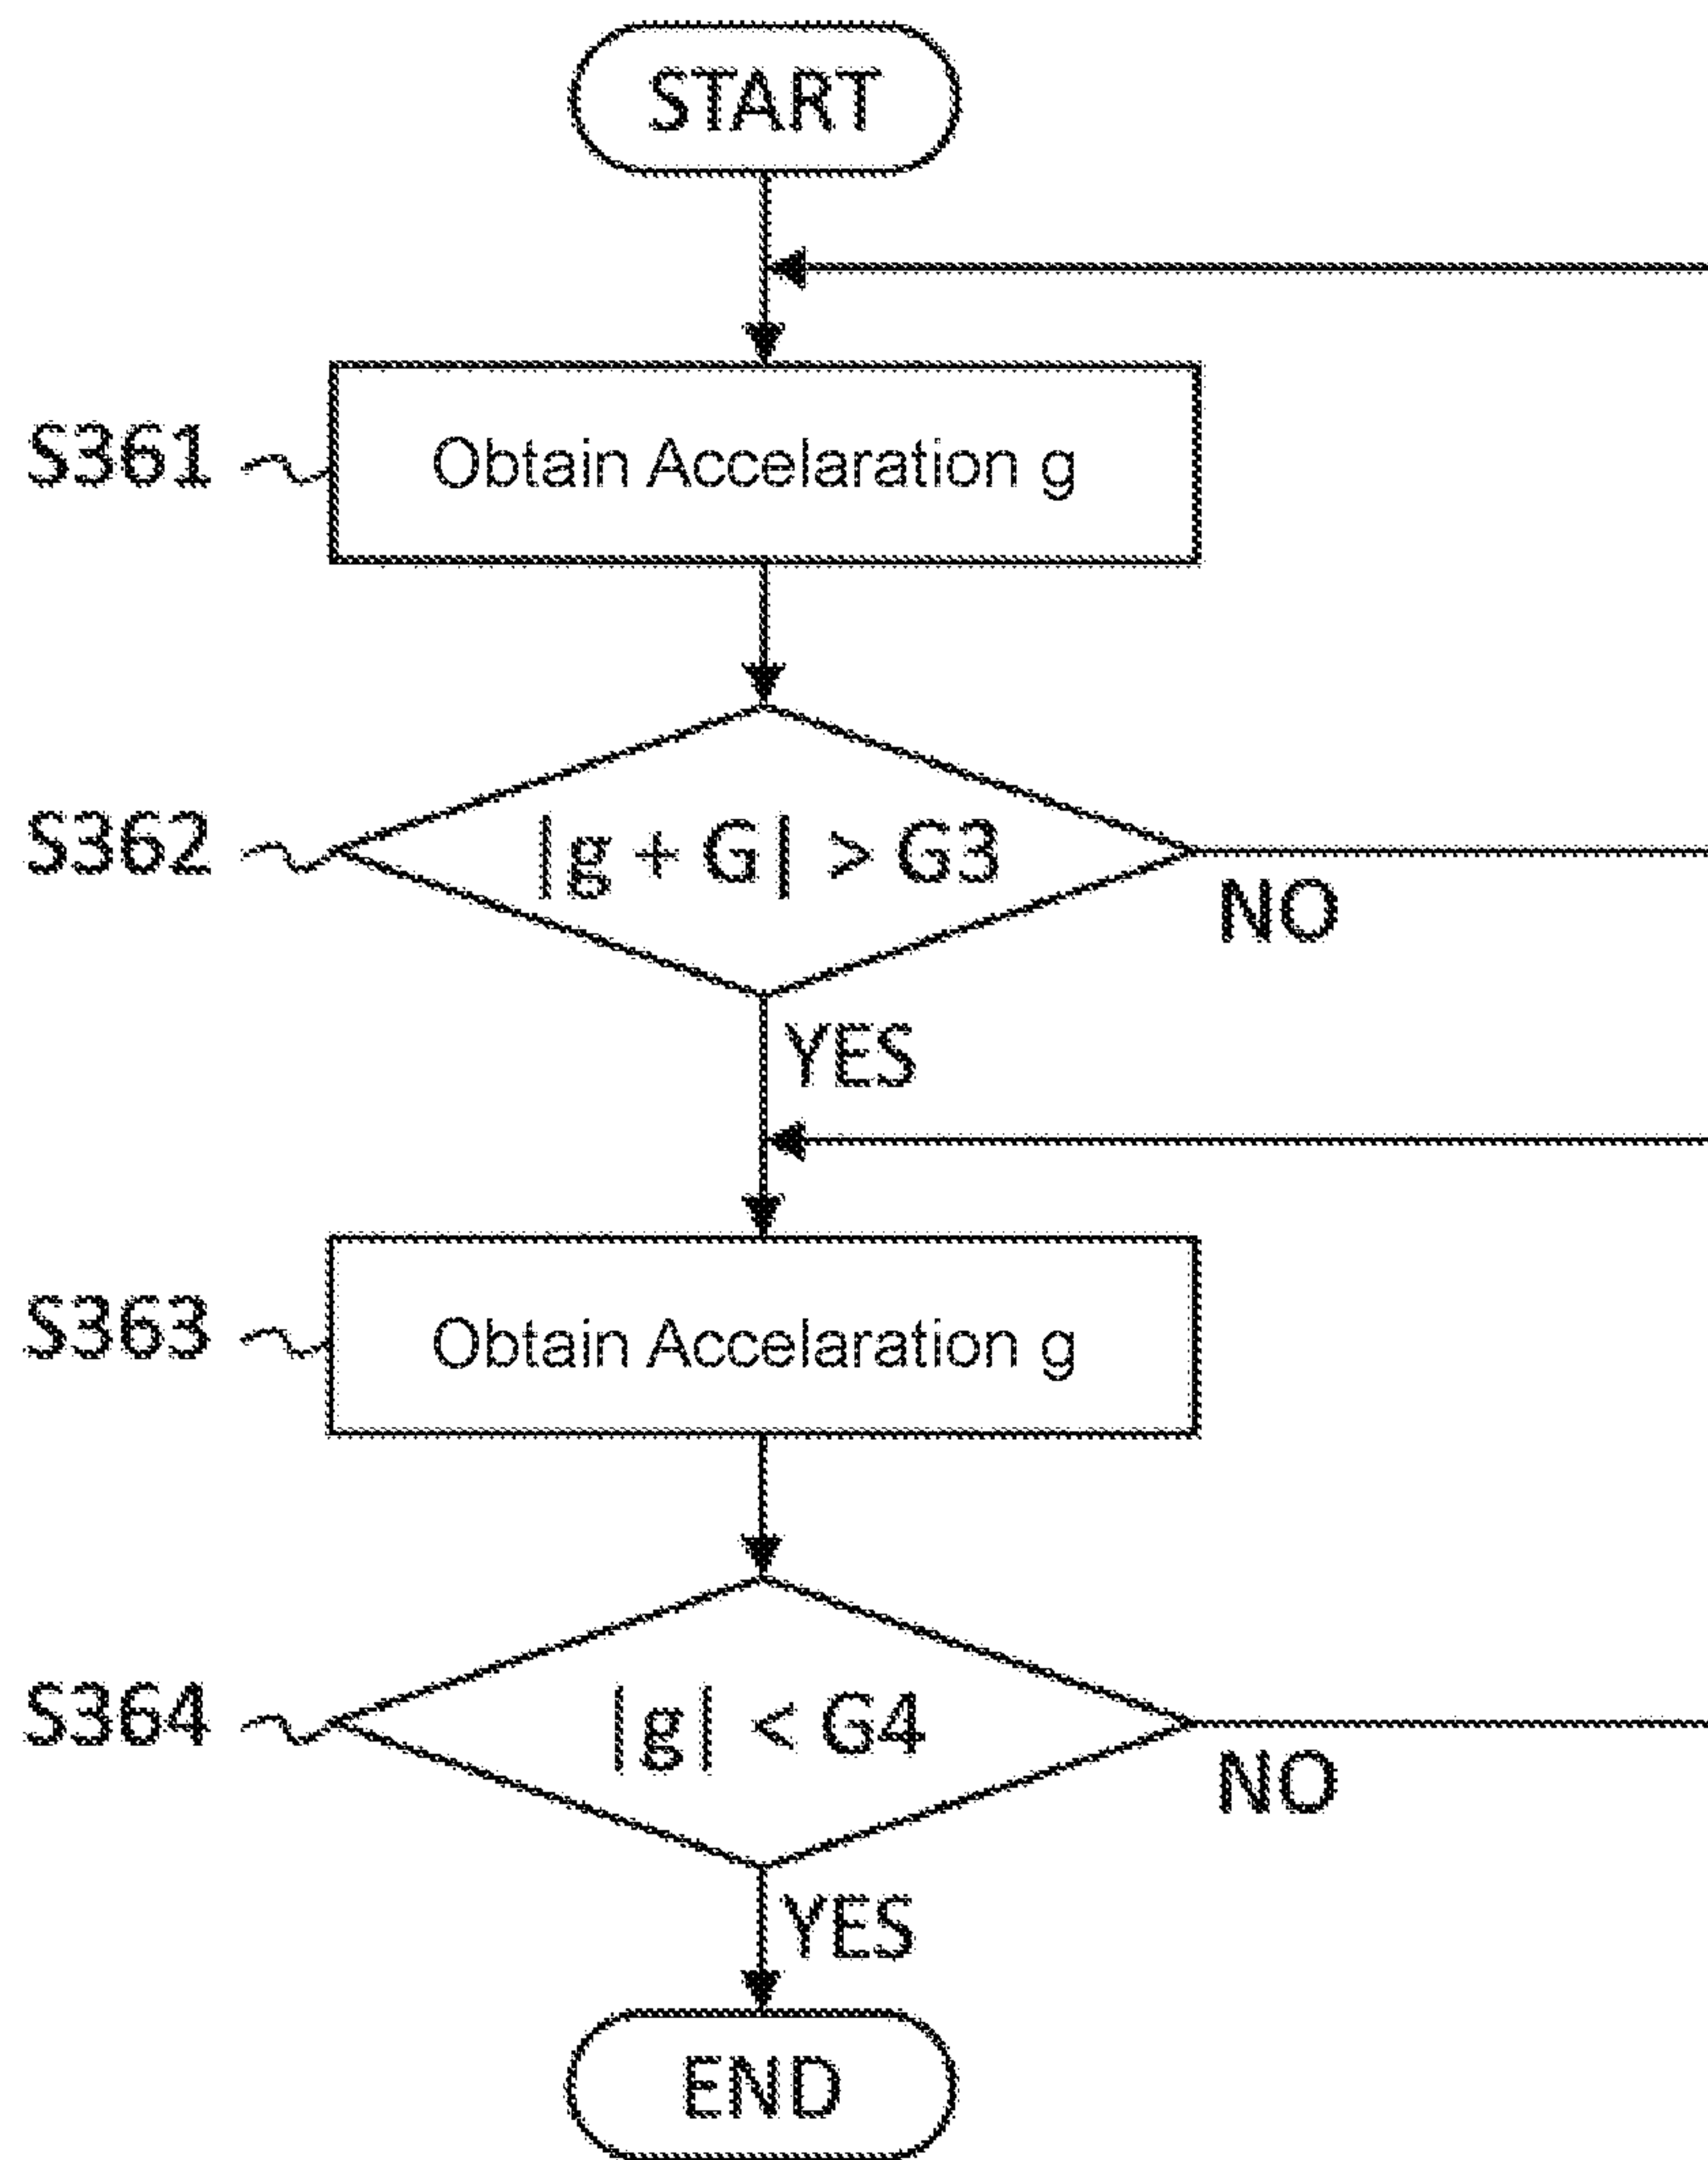 START
S361
Obtain Accelaration g
S362
|g + G| > G3
NO
YES
S363
Obtain Accelaration g
S364
|g| < G4
NO
YES
END